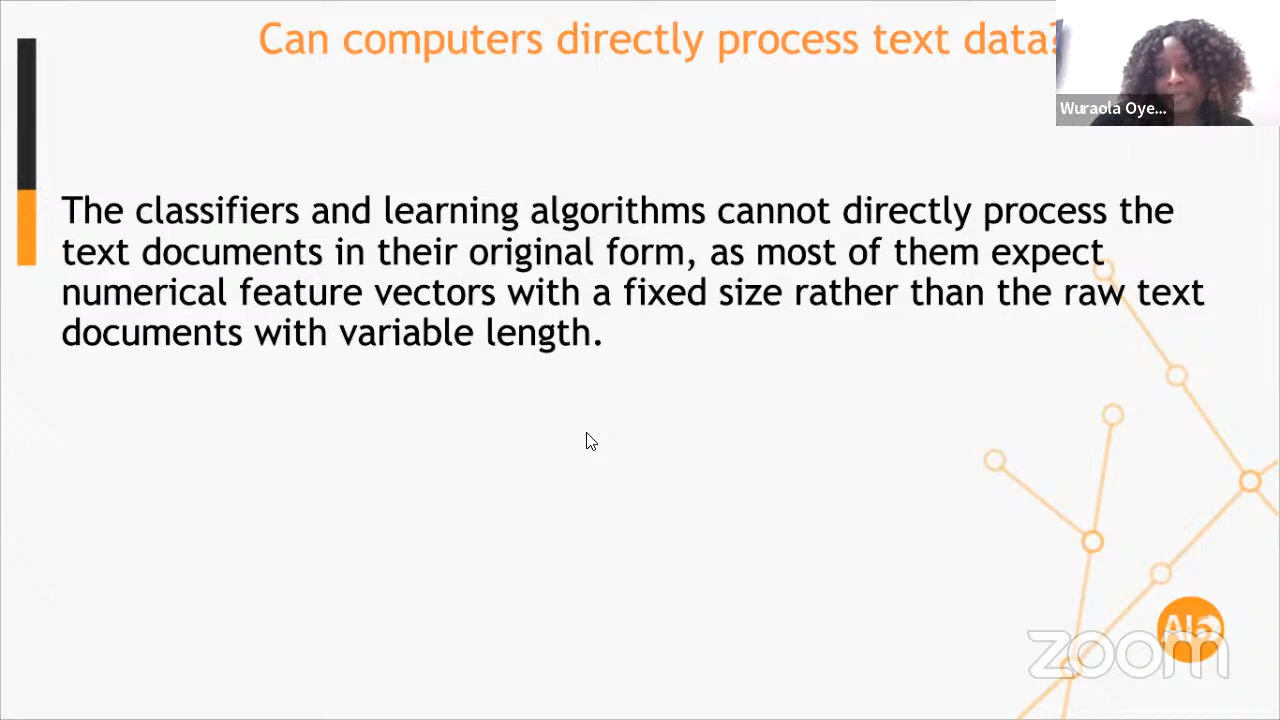 Can computers directly process text data?
Wuraola Oye...
The classifiers and learning algorithms cannot directly process the
text documents in their original form, as most of them expect
numerical feature vectors with a fixed size rather than the raw text
documents with variable length.
zoom